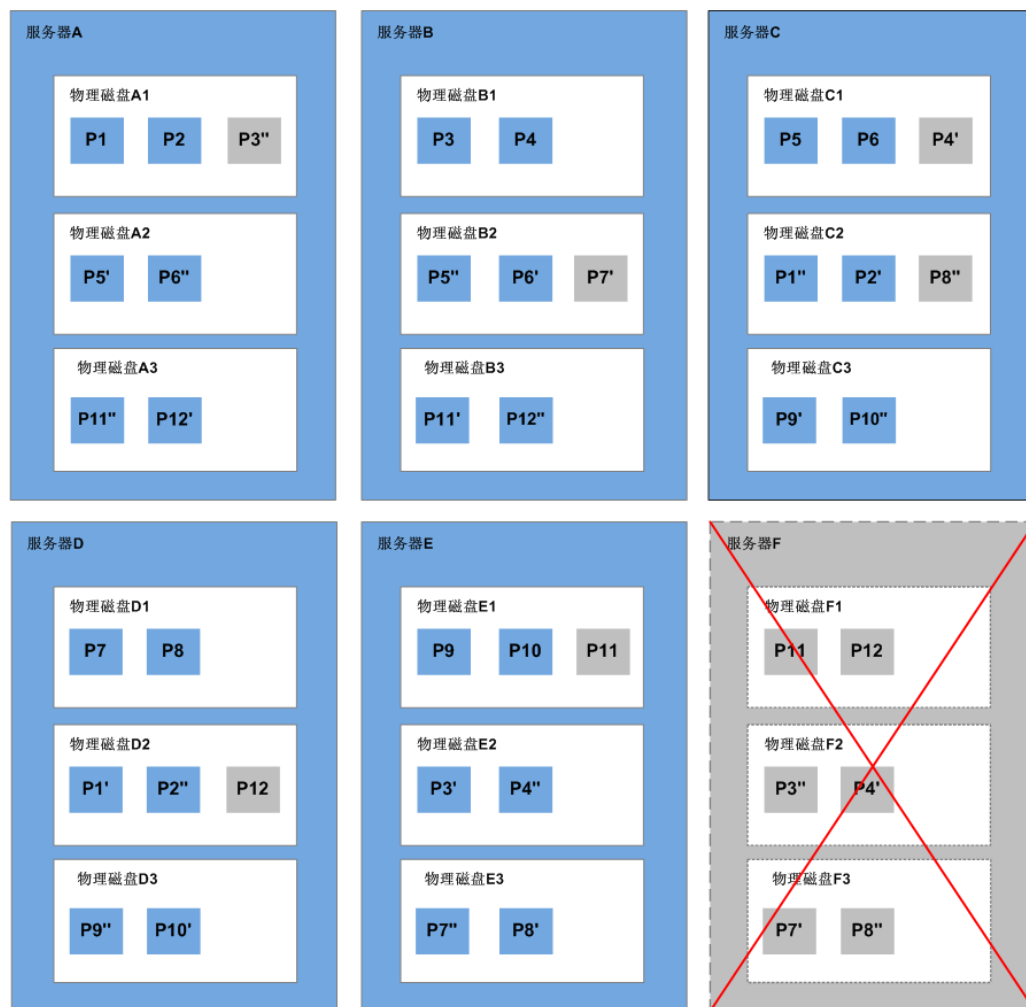 服务器A
物理磁盘A1
P1 P2 P3"
物理磁盘A2
P5' P6"
物理磁盘A3
P11" P12'
服务器B
物理磁盘B1
P3 P4
物理磁盘B2
P5" P6' P7'
物理磁盘B3
P11' P12"
服务器C
物理磁盘C1
P5 P6 P4'
物理磁盘C2
P1" P2' P8"
物理磁盘C3
P9' P10"
服务器D
物理磁盘D1
P7 P8
物理磁盘D2
P1' P2" P12
物理磁盘D3
P9" P10'
服务器E
物理磁盘E1
P9 P10 P11
物理磁盘E2
P3' P4"
物理磁盘E3
P7" P8'
服务器F
物理磁盘F1
P11 P12
物理磁盘F2
P3" P4'
物理磁盘F3
P7' P8"